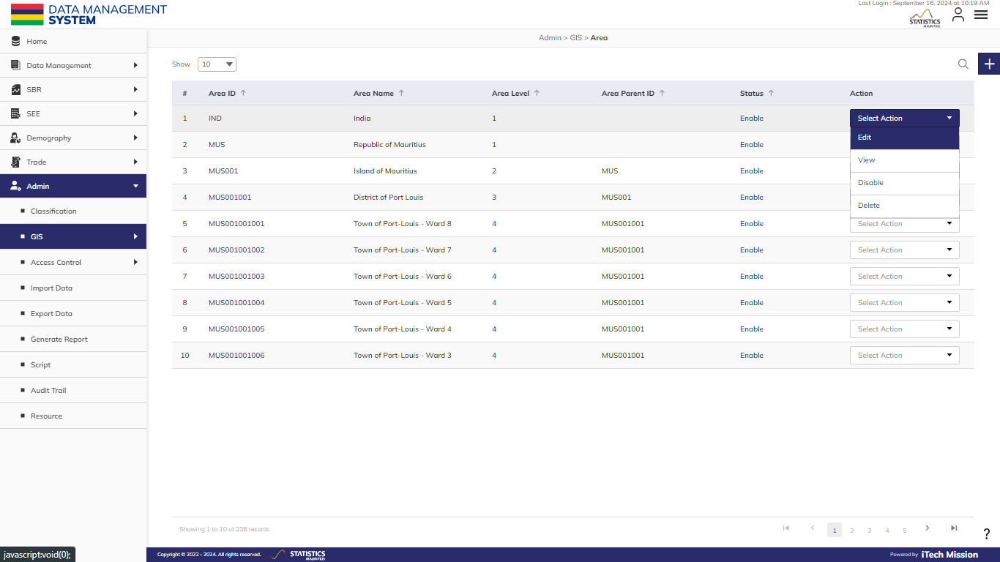 DATA MANAGEMENT
SYSTEM
Last Login : September 16, 2024 at 10:19 AM
STATISTICS
MAURITIUS
Home
Data Management
SBR
SEE
Demography
Trade
Admin
Classification
GIS
Access Control
Import Data
Export Data
Generate Report
Script
Audit Trail
Resource
Admin > GIS > Area
Show 10
# Area ID Area Name Area Level Area Parent ID Status Action
1 IND India 1 Enable Select Action
Edit
View
Disable
Delete
2 MUS Republic of Mauritius 1 Enable
3 MUS001 Island of Mauritius 2 MUS Enable
4 MUS001001 District of Port Louis 3 MUS001 Enable
5 MUS001001001 Town of Port-Louis - Ward 8 4 MUS001001 Enable Select Action
6 MUS001001002 Town of Port-Louis - Ward 7 4 MUS001001 Enable Select Action
7 MUS001001003 Town of Port-Louis - Ward 6 4 MUS001001 Enable Select Action
8 MUS001001004 Town of Port-Louis - Ward 5 4 MUS001001 Enable Select Action
9 MUS001001005 Town of Port-Louis - Ward 4 4 MUS001001 Enable Select Action
10 MUS001001006 Town of Port-Louis - Ward 3 4 MUS001001 Enable Select Action
Showing 1 to 10 of 236 records
1 2 3 4 5
?
javascript:void(0);
Copyright © 2022 - 2024. All rights reserved.
STATISTICS
MAURITIUS
Powered by iTech Mission